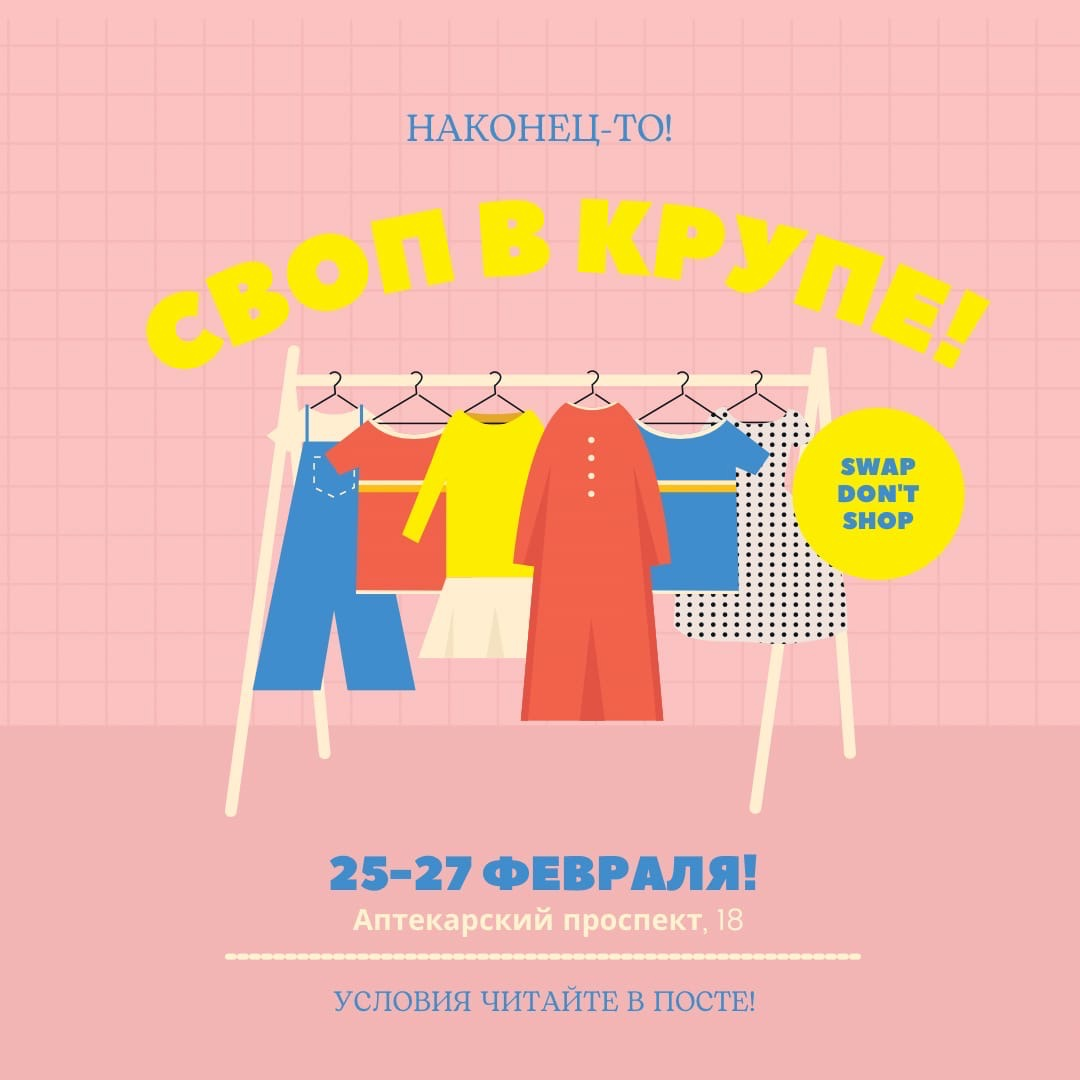 НАКОНЕЦ-ТО!
СВОП В КРУПЕ!
SWAP
DON'T
SHOP
25-27 ФЕВРАЛЯ!
Аптекарский проспект, 18
УСЛОВИЯ ЧИТАЙТЕ В ПОСТЕ!